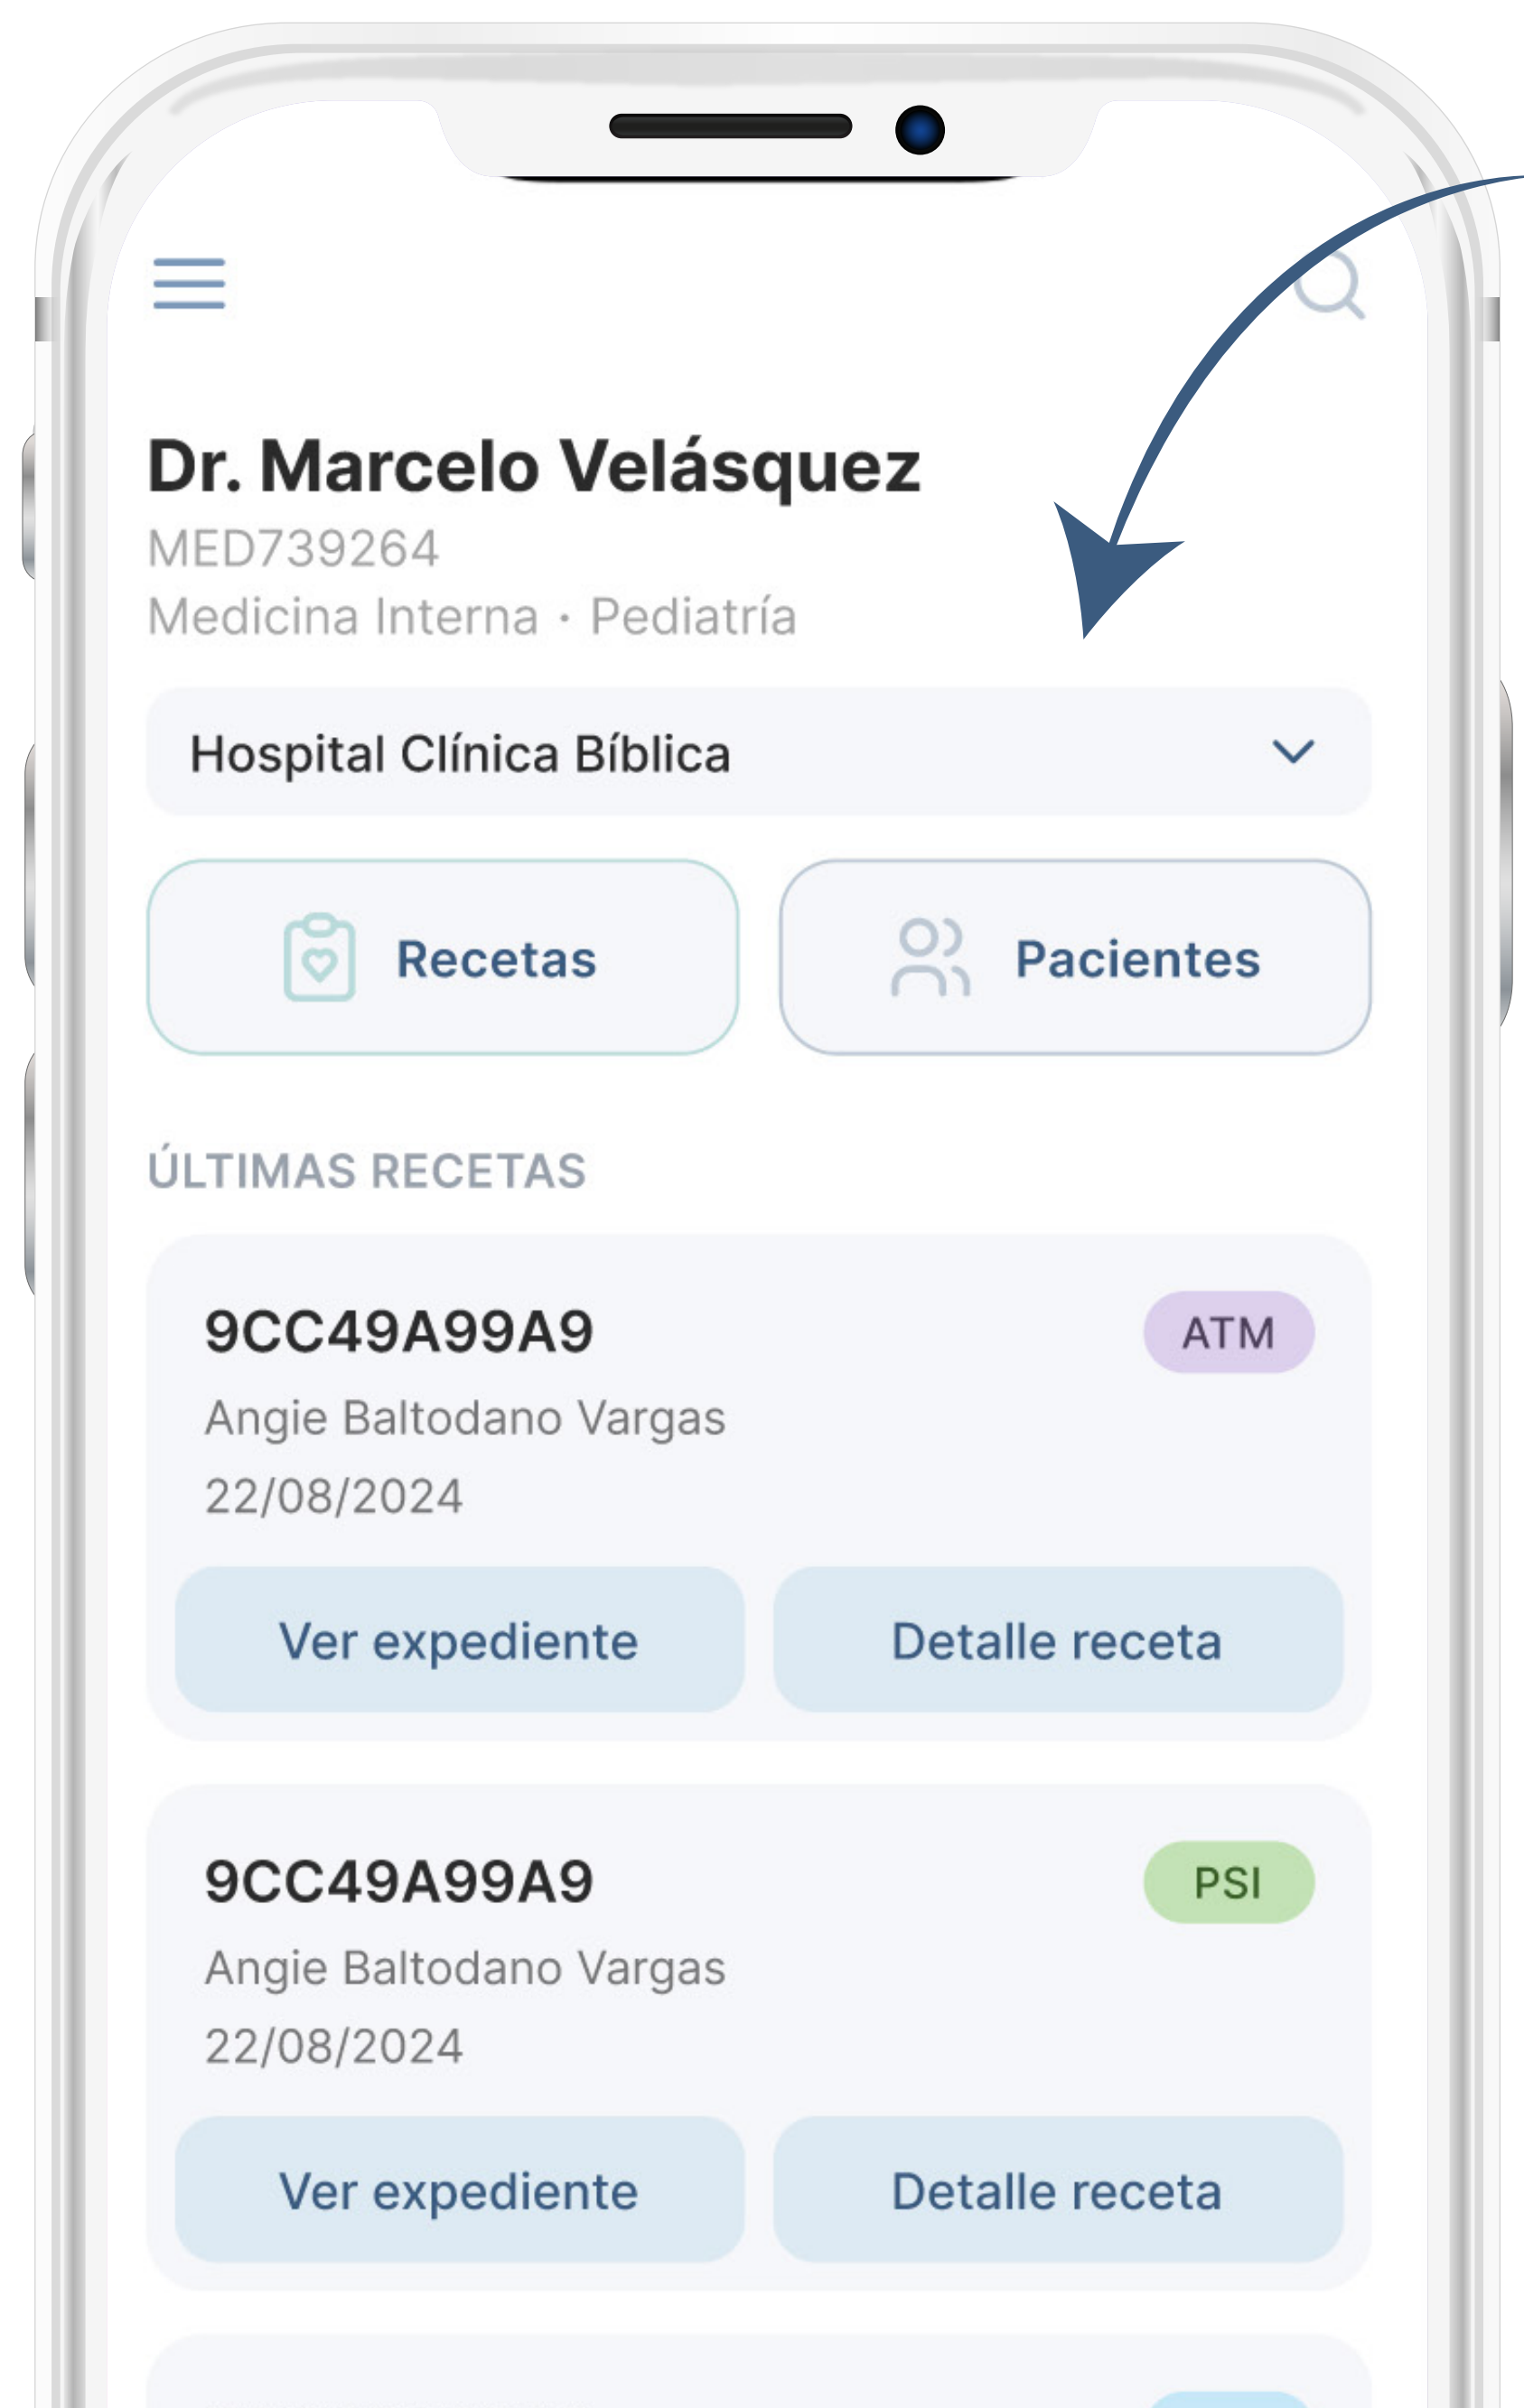 Dr. Marcelo Velásquez
MED739264
Medicina Interna · Pediatría
Hospital Clínica Bíblica
Recetas
Pacientes
ÚLTIMAS RECETAS
9CC49A99A9
ATM
Angie Baltodano Vargas
22/08/2024
Ver expediente
Detalle receta
9CC49A99A9
PSI
Angie Baltodano Vargas
22/08/2024
Ver expediente
Detalle receta